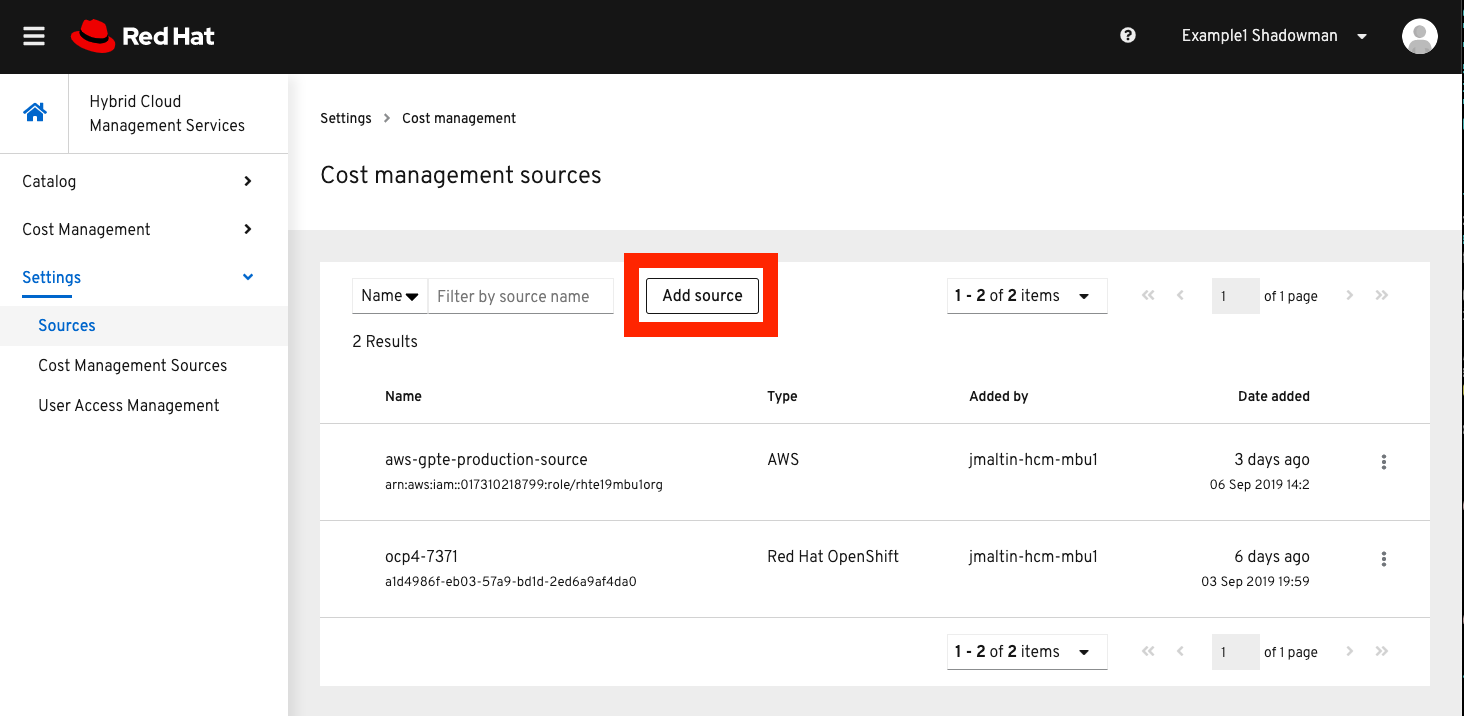 Red Hat
Example1 Shadowman
Hybrid Cloud
Management Services
Catalog
Cost Management
Settings
Sources
Cost Management Sources
User Access Management
Settings > Cost management
Cost management sources
Name Filter by source name Add source 1 - 2 of 2 items 1 of 1 page
2 Results
Name Type Added by Date added
aws-gpte-production-source AWS jmaltin-hcm-mbu1 3 days ago
arn:aws:iam::017310218799:role/rhte19mbu1org 06 Sep 2019 14:2
ocp4-7371 Red Hat OpenShift jmaltin-hcm-mbu1 6 days ago
a1d4986f-eb03-57a9-bd1d-2ed6a9af4da0 03 Sep 2019 19:59
1 - 2 of 2 items 1 of 1 page